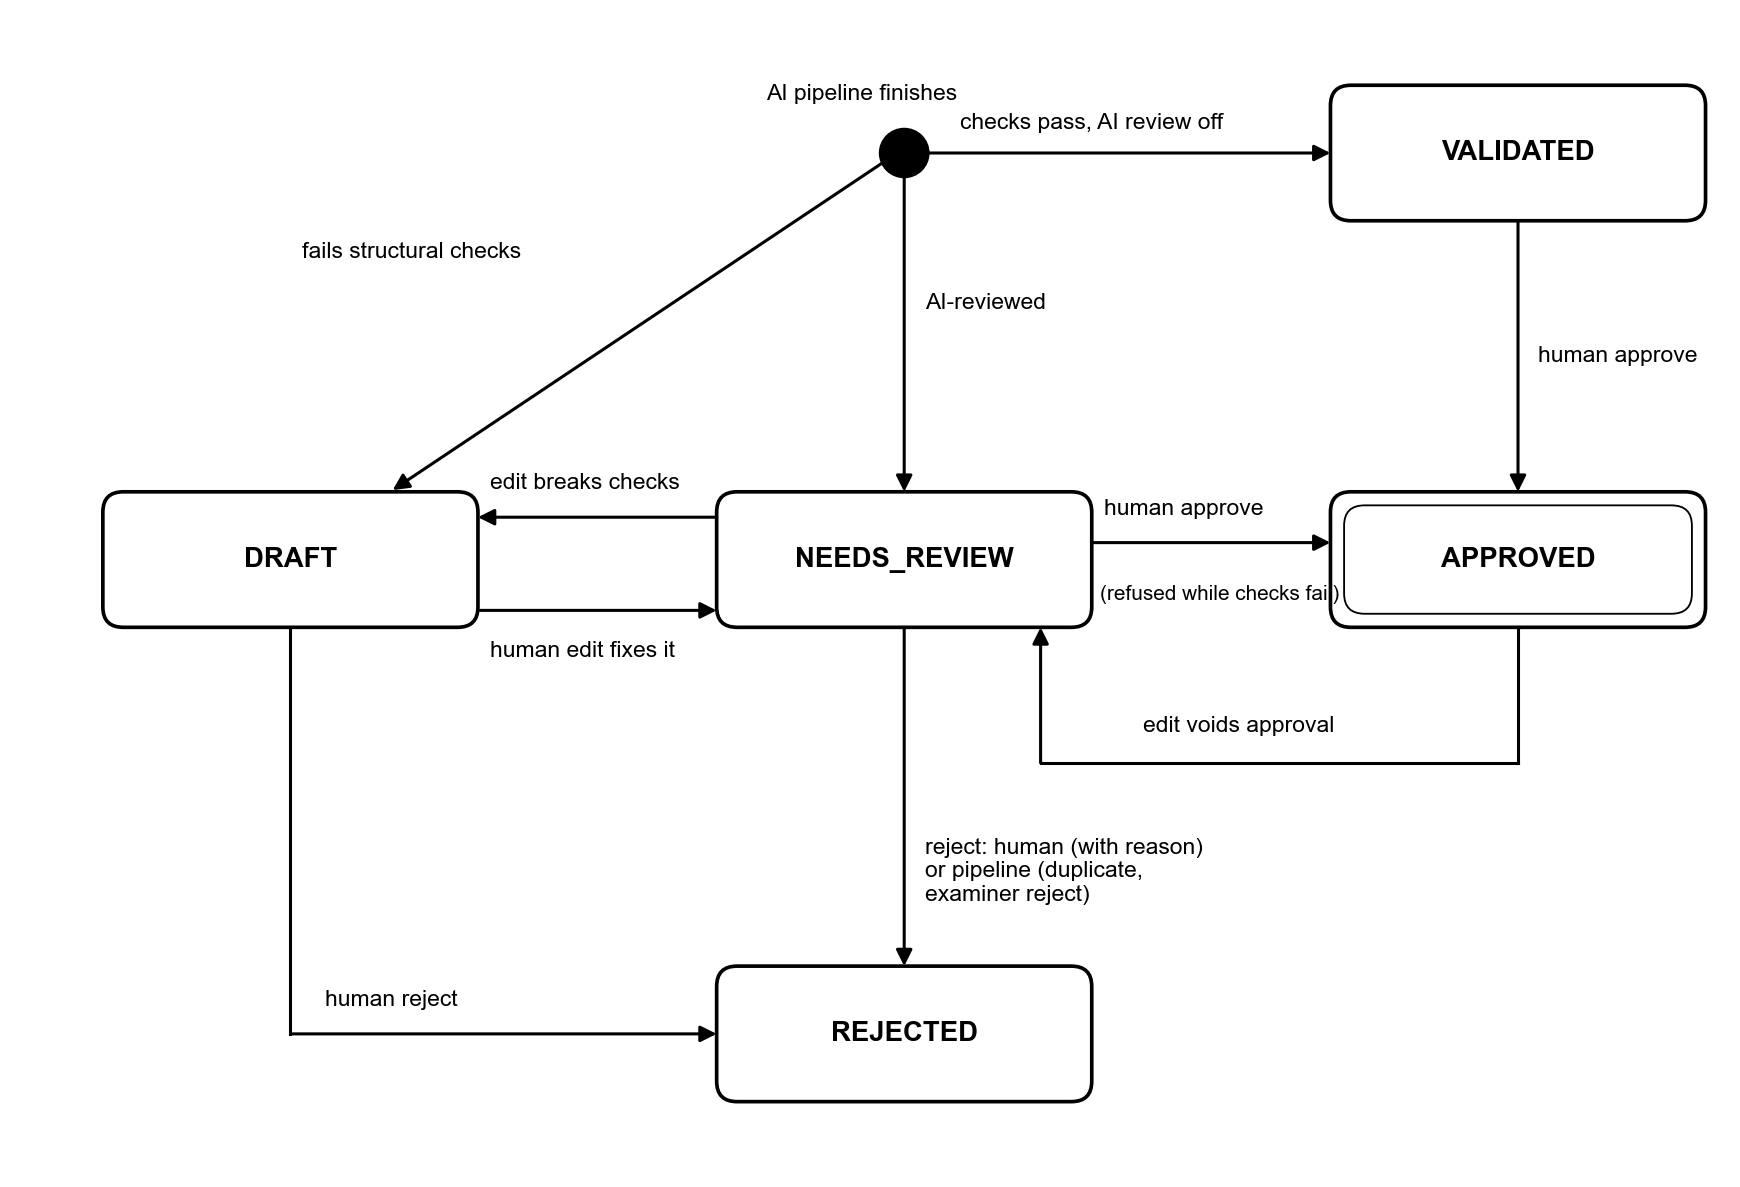 AI pipeline finishes
checks pass, AI review off
VALIDATED
fails structural checks
AI-reviewed
human approve
edit breaks checks
human approve
DRAFT
NEEDS_REVIEW
APPROVED
(refused while checks fail)
human edit fixes it
edit voids approval
reject: human (with reason)
or pipeline (duplicate,
examiner reject)
human reject
REJECTED